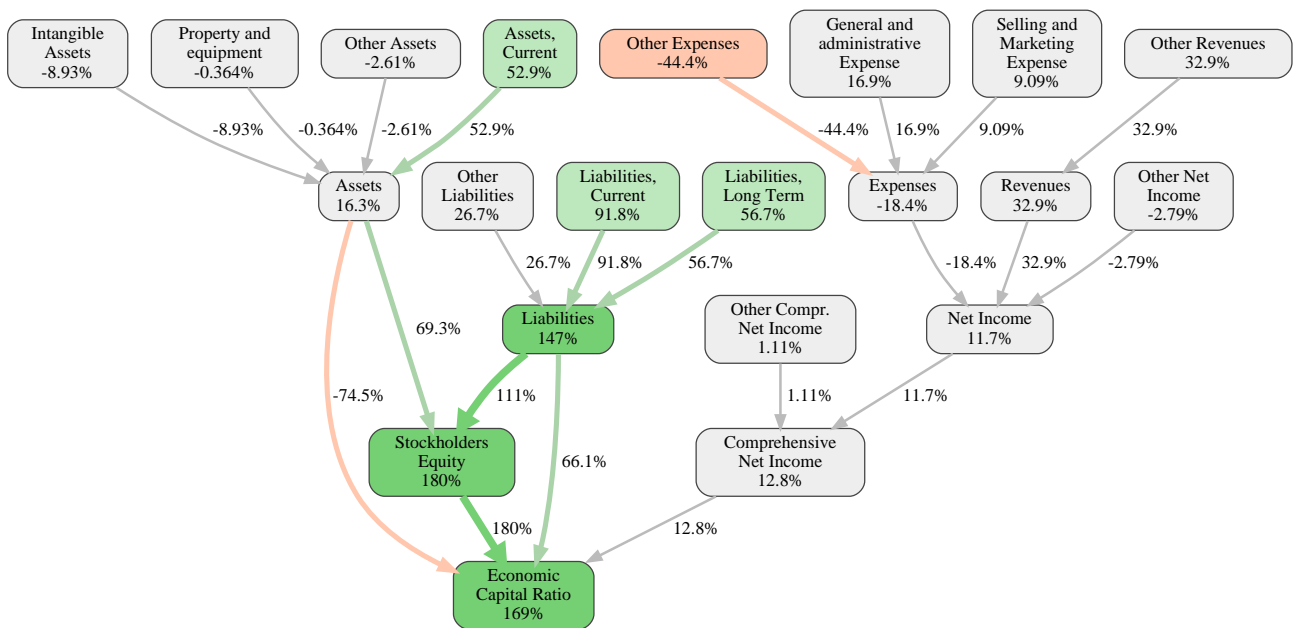 Intangible
Assets
-8.93%
Property and
equipment
-0.364%
Other Assets
-2.61%
Assets,
Current
52.9%
Other Expenses
-44.4%
General and
administrative
Expense
16.9%
Selling and
Marketing
Expense
9.09%
Other Revenues
32.9%
-8.93%
-0.364%
-2.61%
52.9%
-44.4%
16.9%
9.09%
32.9%
Assets
16.3%
Other
Liabilities
26.7%
Liabilities,
Current
91.8%
Liabilities,
Long Term
56.7%
Expenses
-18.4%
Revenues
32.9%
Other Net
Income
-2.79%
26.7%
91.8%
56.7%
-18.4%
32.9%
-2.79%
69.3%
Liabilities
147%
Other Compr.
Net Income
1.11%
Net Income
11.7%
-74.5%
111%
1.11%
11.7%
Stockholders
Equity
180%
66.1%
Comprehensive
Net Income
12.8%
180%
12.8%
Economic
Capital Ratio
169%